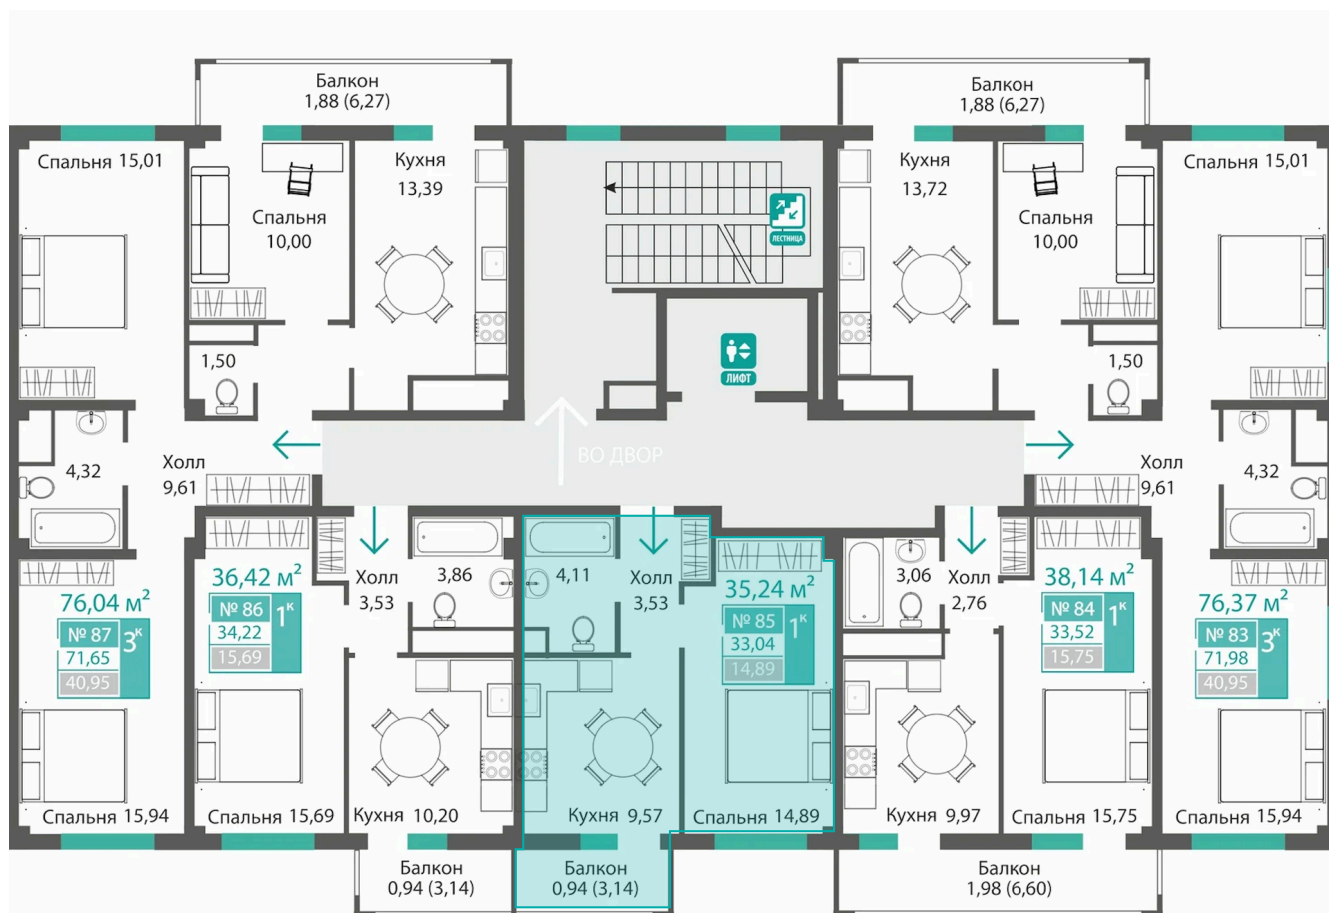 Балкон
1,88 (6,27)
Балкон
1,88 (6,27)
Спальня 15,01
Кухня
13,39
Спальня
10,00
ЛЕСТНИЦА
Кухня
13,72
Спальня
10,00
Спальня 15,01
1,50
ЛИФТ
1,50
4,32
Холл
9,61
ВО ДВОР
Холл
9,61
4,32
76,04 м²
№ 87
71,65
40,95
3к
36,42 м²
№ 86
34,22
15,69
1к
Холл
3,53
3,86
4,11
Холл
3,53
35,24 м²
№ 85
33,04
14,89
1к
3,06
Холл
2,76
38,14 м²
№ 84
33,52
15,75
1к
76,37 м²
№ 83
71,98
40,95
3к
Спальня 15,94
Спальня 15,69
Кухня 10,20
Кухня 9,57
Спальня 14,89
Кухня 9,97
Спальня 15,75
Спальня 15,94
Балкон
0,94 (3,14)
Балкон
0,94 (3,14)
Балкон
1,98 (6,60)